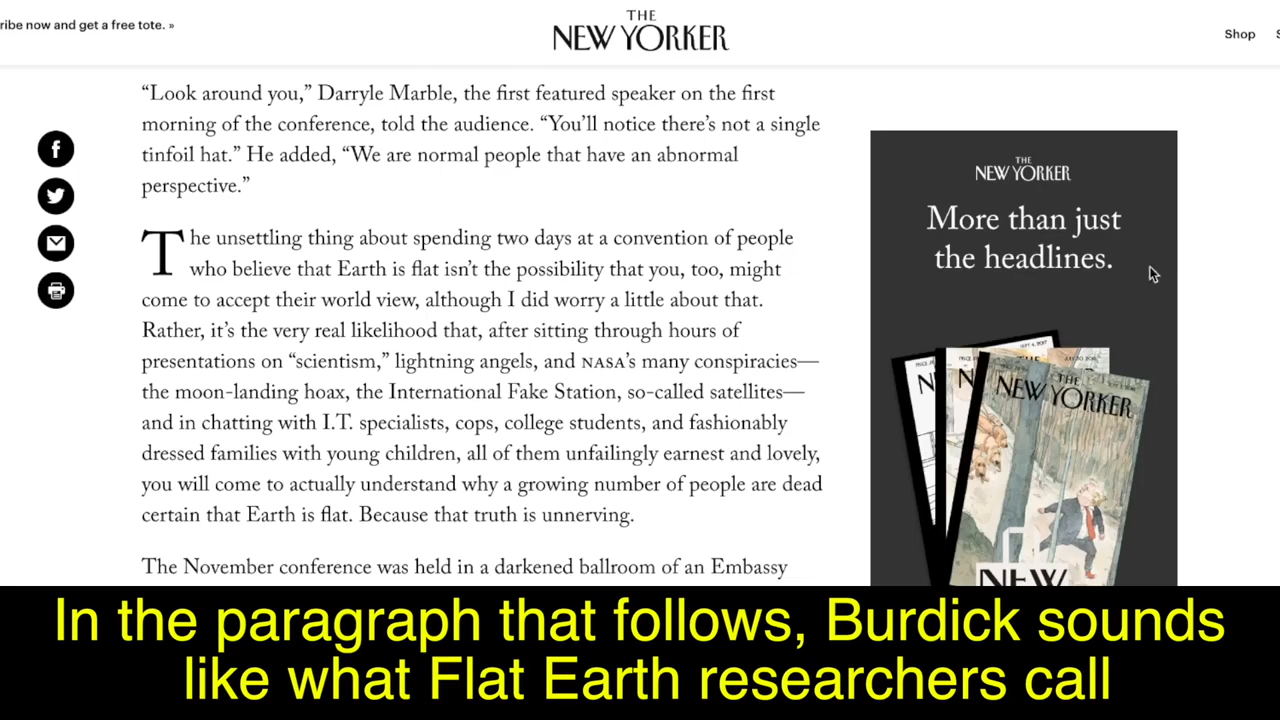 ribe now and get a free tote. »
THE
NEW YORKER
Shop
“Look around you,” Darryle Marble, the first featured speaker on the first
morning of the conference, told the audience. “You’ll notice there’s not a single
tinfoil hat.” He added, “We are normal people that have an abnormal
perspective.”
The unsettling thing about spending two days at a convention of people
who believe that Earth is flat isn’t the possibility that you, too, might
come to accept their world view, although I did worry a little about that.
Rather, it’s the very real likelihood that, after sitting through hours of
presentations on “scientism,” lightning angels, and NASA’s many conspiracies—
the moon-landing hoax, the International Fake Station, so-called satellites—
and in chatting with I.T. specialists, cops, college students, and fashionably
dressed families with young children, all of them unfailingly earnest and lovely,
you will come to actually understand why a growing number of people are dead
certain that Earth is flat. Because that truth is unnerving.
The November conference was held in a darkened ballroom of an Embassy
THE
NEW YORKER
More than just
the headlines.
THE
NEW YORKER
NEW
In the paragraph that follows, Burdick sounds
like what Flat Earth researchers call